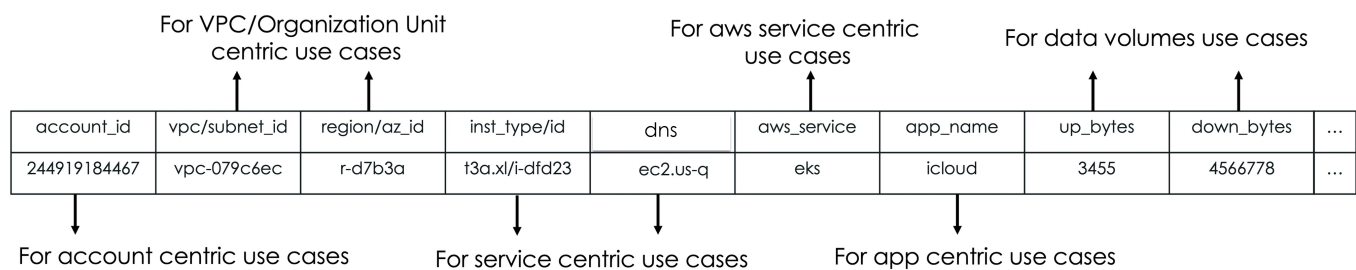 For VPC/Organization Unit
centric use cases
For aws service centric
use cases
For data volumes use cases
account_id vpc/subnet_id region/az_id inst_type/id dns aws_service app_name up_bytes down_bytes ...
244919184467 vpc-079c6ec r-d7b3a t3a.xl/i-dfd23 ec2.us-q eks icloud 3455 4566778 ...
For account centric use cases
For service centric use cases
For app centric use cases